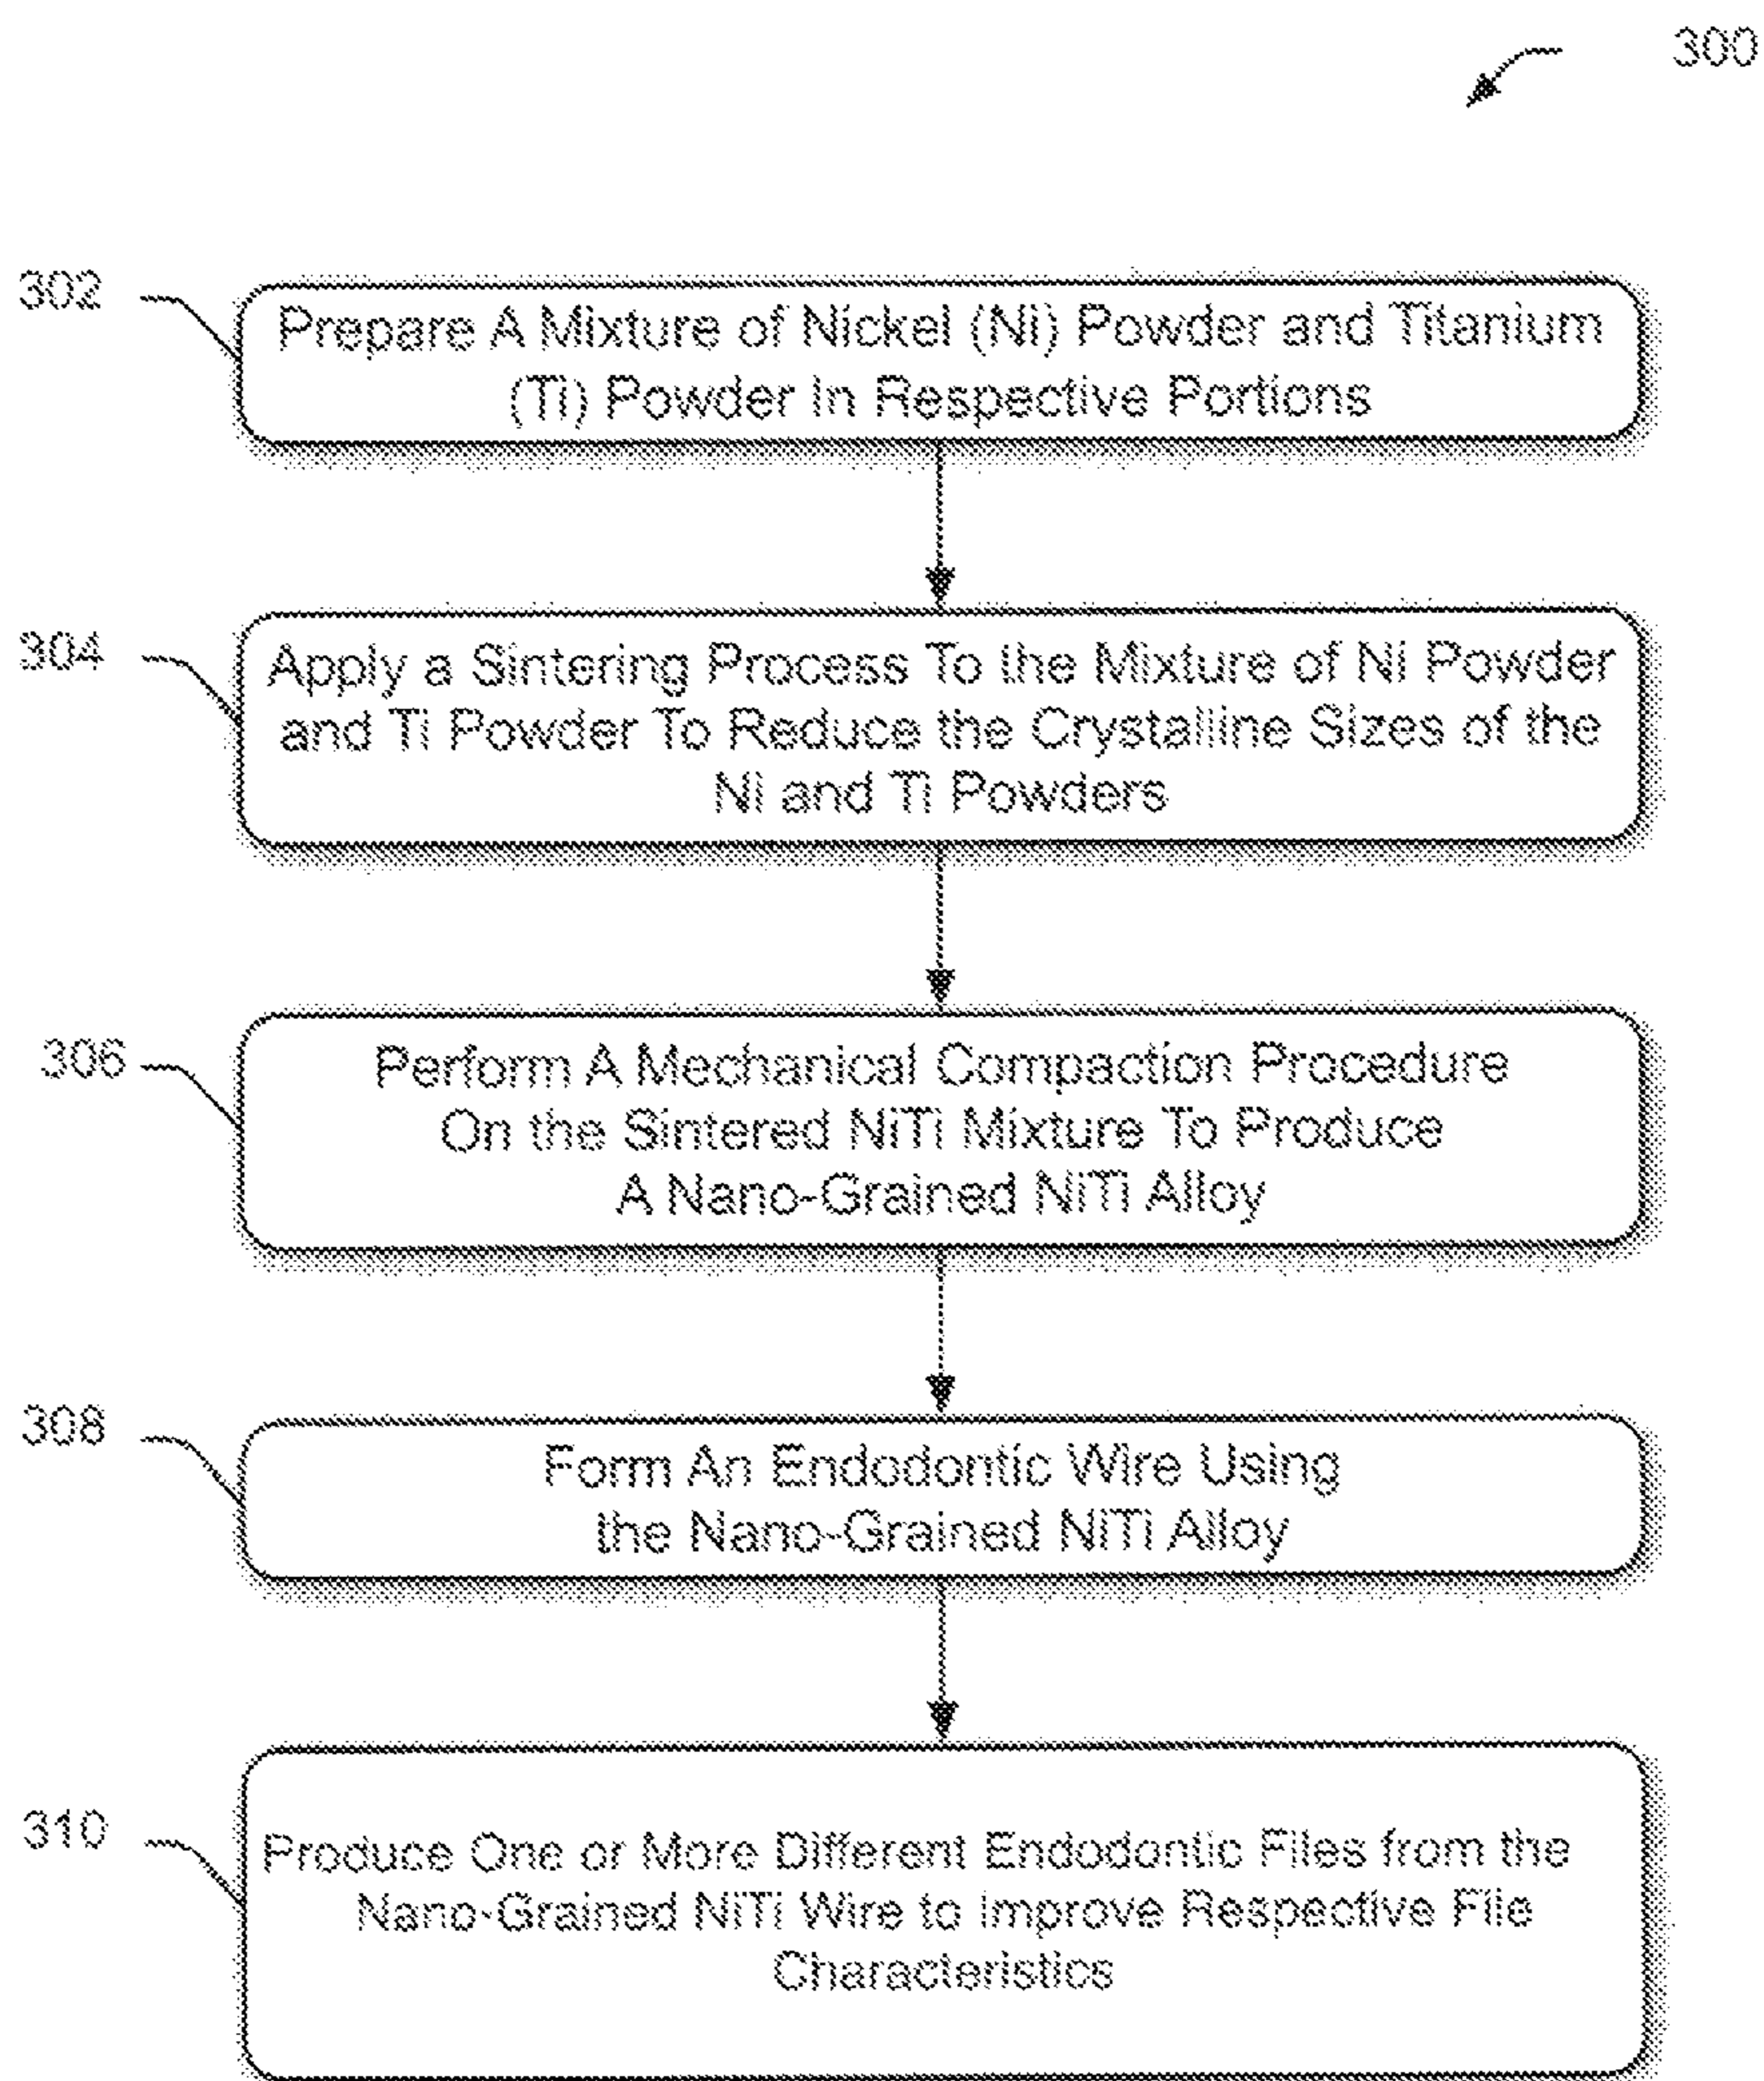 300
302
Prepare A Mixture of Nickel (Ni) Powder and Titanium
(Ti) Powder In Respective Portions
304
Apply a Sintering Process To the Mixture of Ni Powder
and Ti Powder To Reduce the Crystalline Sizes of the
Ni and Ti Powders
306
Perform A Mechanical Compaction Procedure
On the Sintered NiTi Mixture To Produce
A Nano-Grained NiTi Alloy
308
Form An Endodontic Wire Using
the Nano-Grained NiTi Alloy
310
Produce One or More Different Endodontic Files from the
Nano-Grained NiTi Wire to Improve Respective File
Characteristics